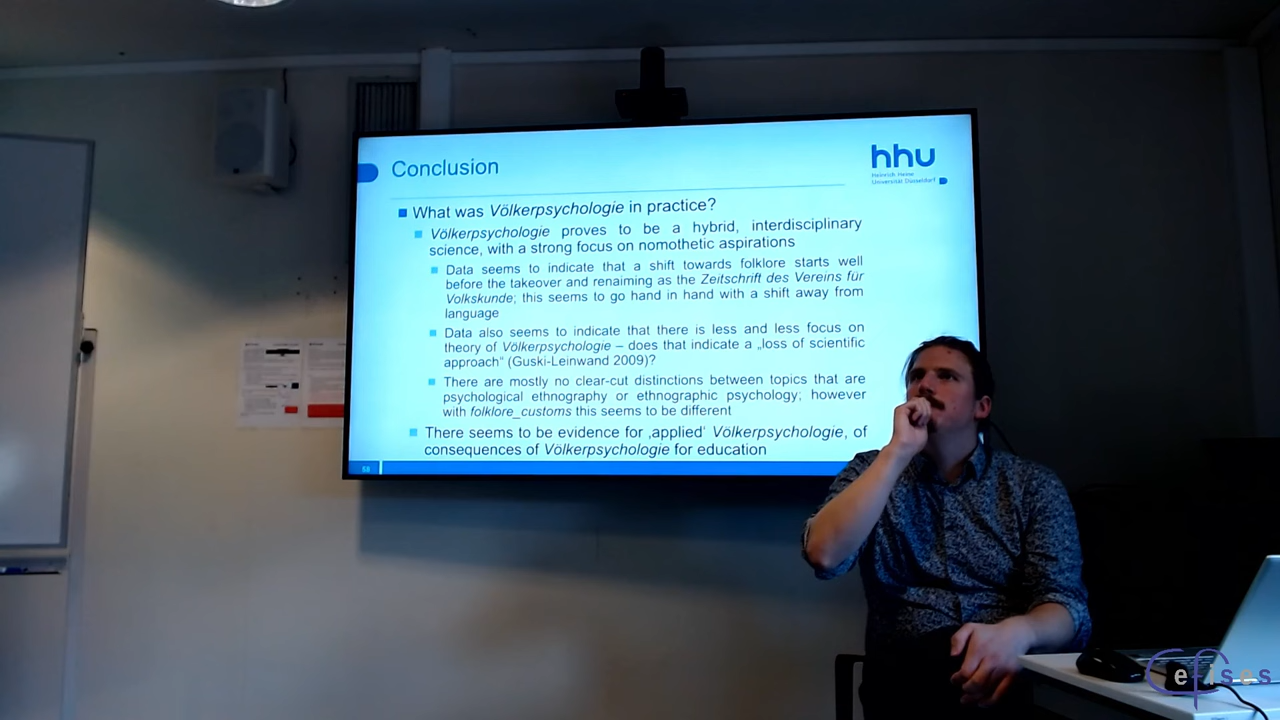 Conclusion
hhu
Heinrich Heine
Universität Düsseldorf
What was Völkerpsychologie in practice?
Völkerpsychologie proves to be a hybrid, interdisciplinary
science, with a strong focus on nomothetic aspirations
Data seems to indicate that a shift towards folklore starts well
before the takeover and renaiming as the Zeitschrift des Vereins für
Volkskunde; this seems to go hand in hand with a shift away from
language
Data also seems to indicate that there is less and less focus on
theory of Völkerpsychologie – does that indicate a „loss of scientific
approach“ (Guski-Leinwand 2009)?
There are mostly no clear-cut distinctions between topics that are
psychological ethnography or ethnographic psychology; however
with folklore_customs this seems to be different
There seems to be evidence for ‚applied‘ Völkerpsychologie, of
consequences of Völkerpsychologie for education
58
Cefises